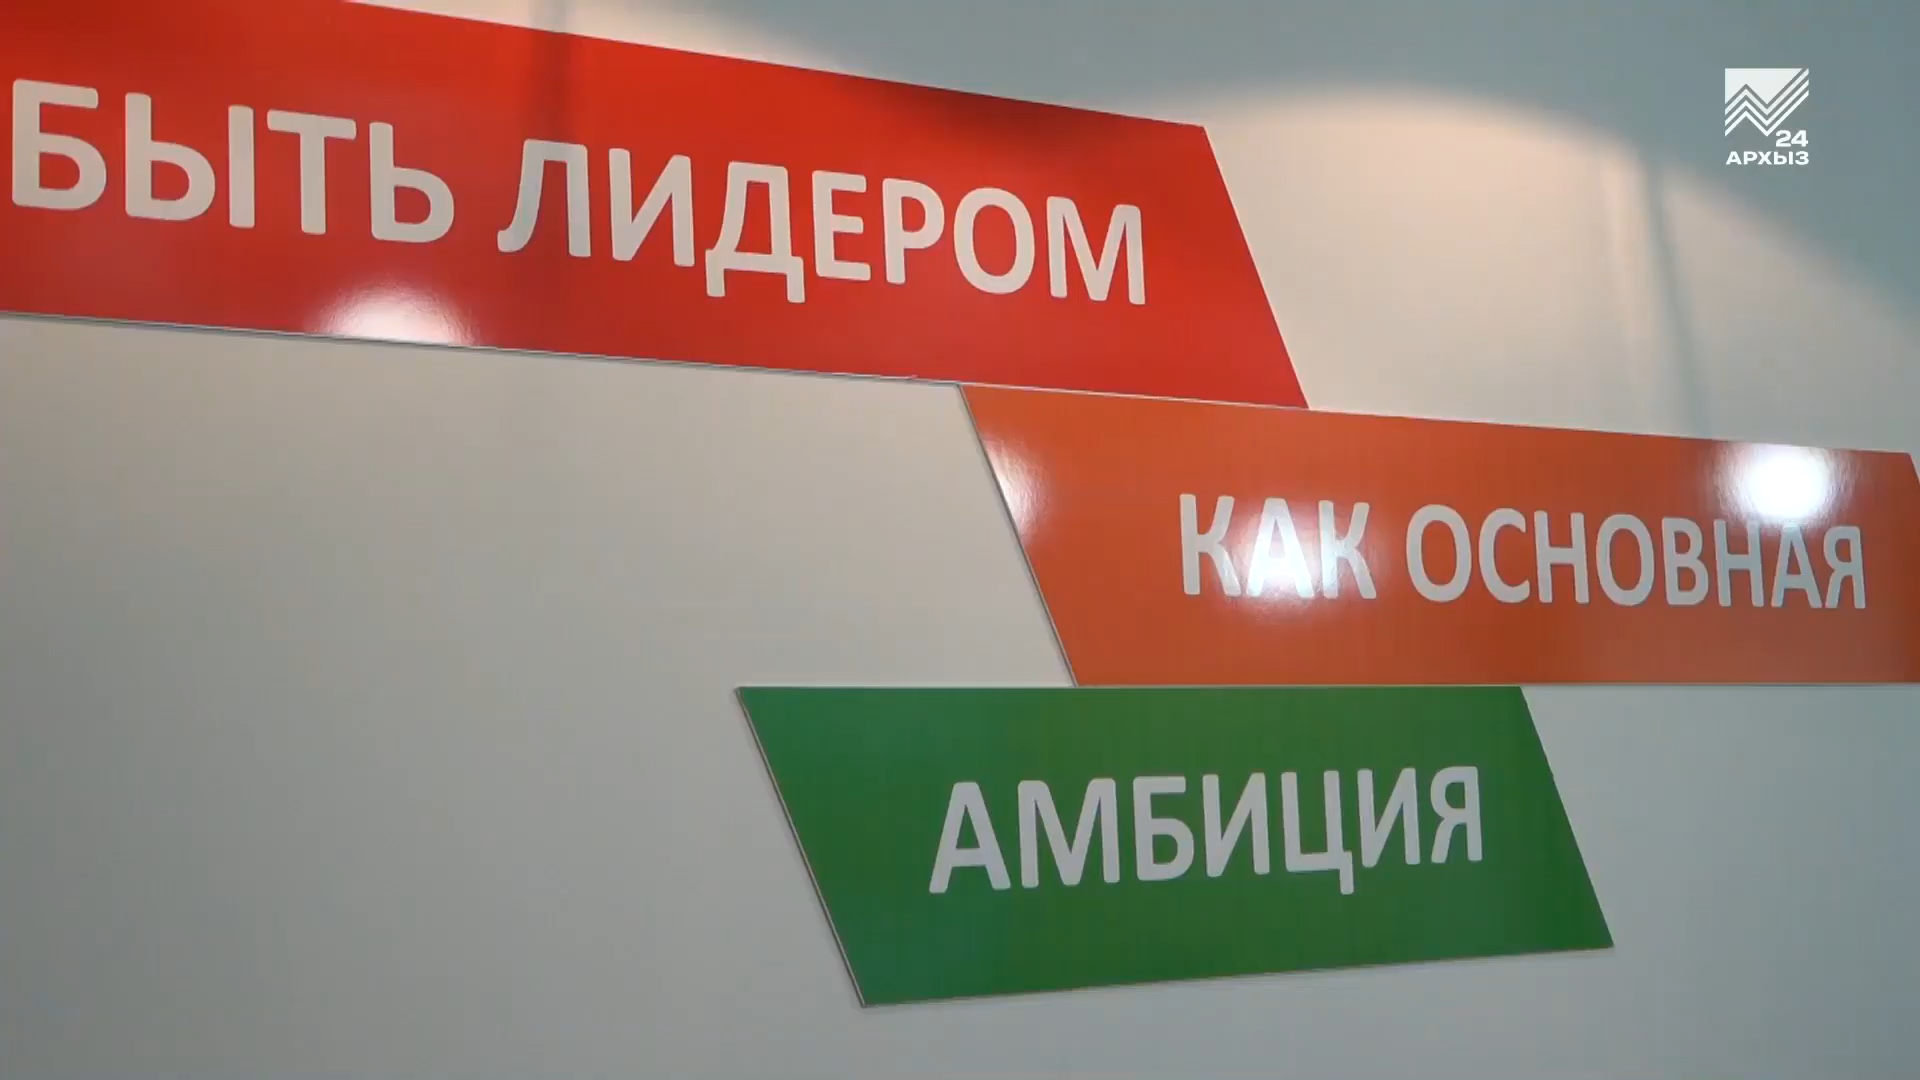 БЫТЬ ЛИДЕРОМ
КАК ОСНОВНАЯ
АМБИЦИЯ
24
АРХЫЗ